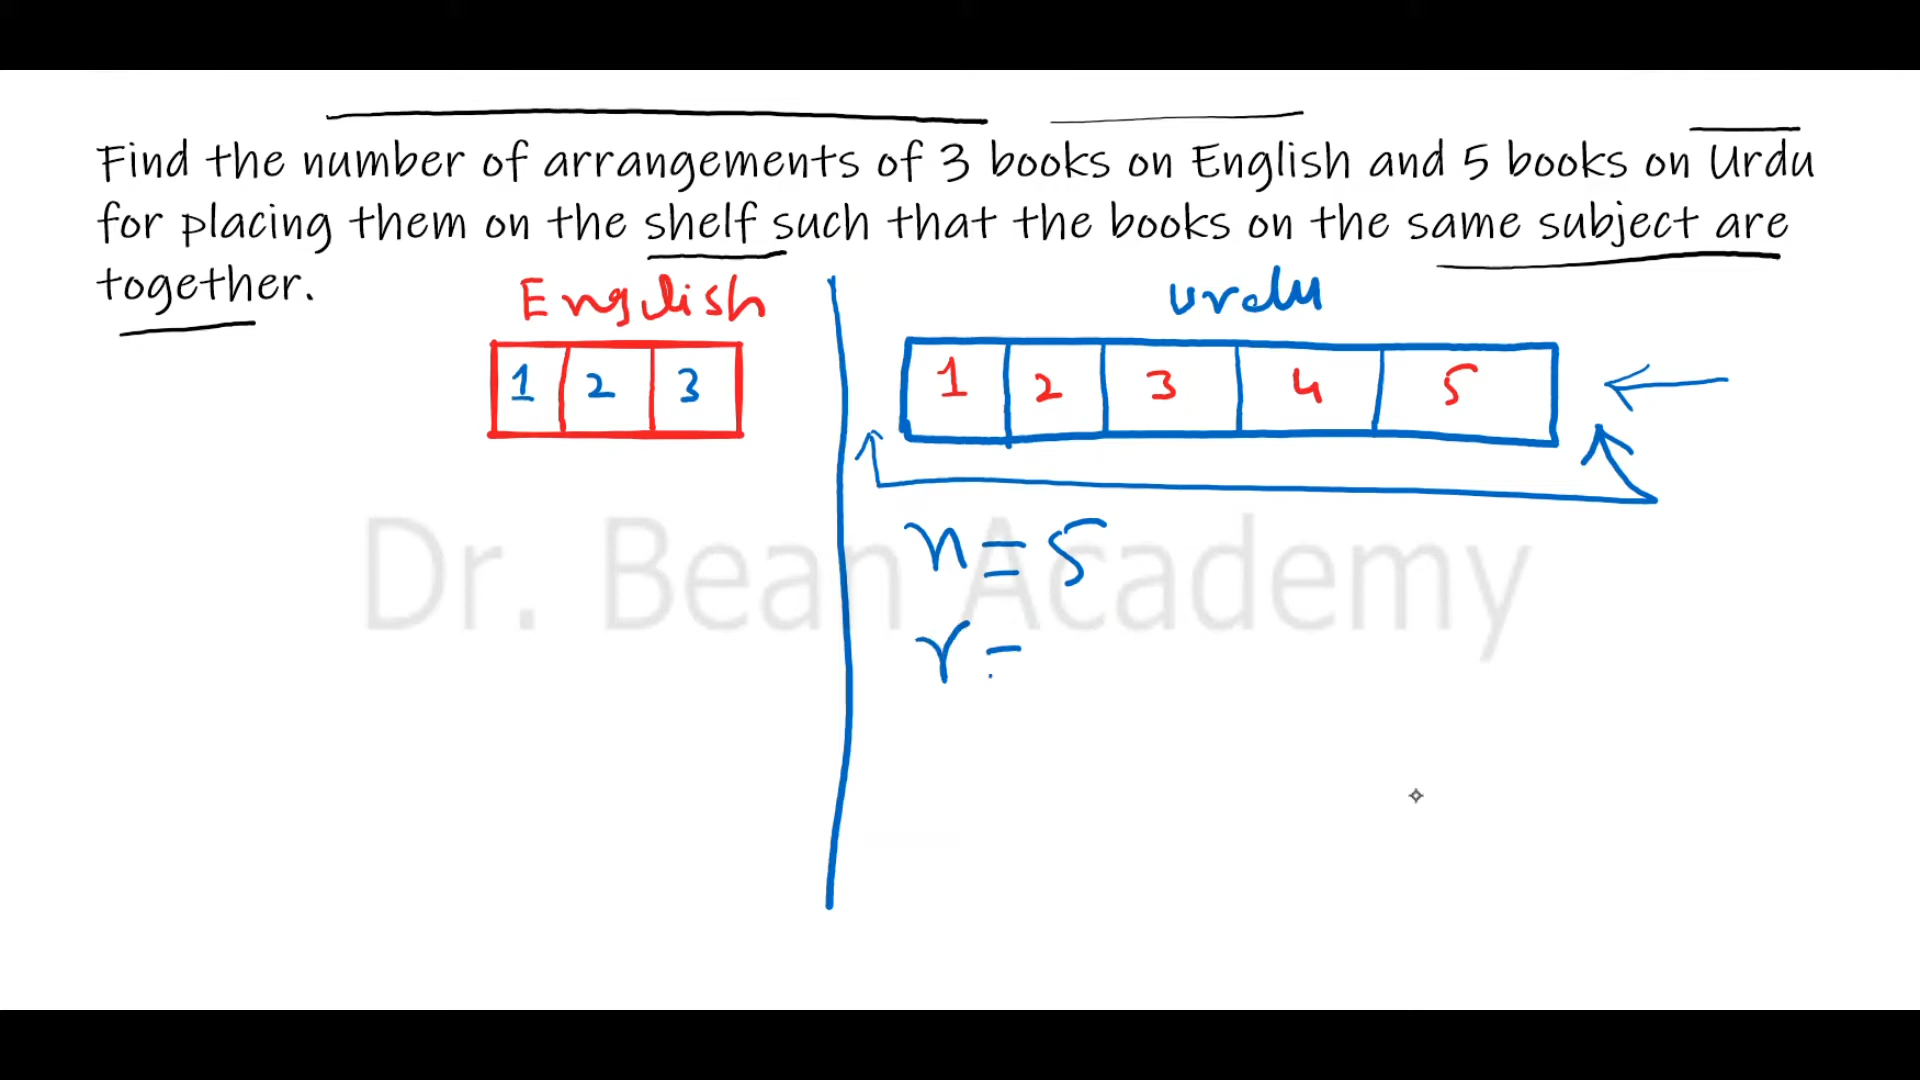 Find the number of arrangements of 3 books on English and 5 books on Urdu
for placing them on the shelf such that the books on the same subject are
together.
English
urdu
1 2 3
1 2 3 4 5
n = 5
r =
Dr. Bean Academy